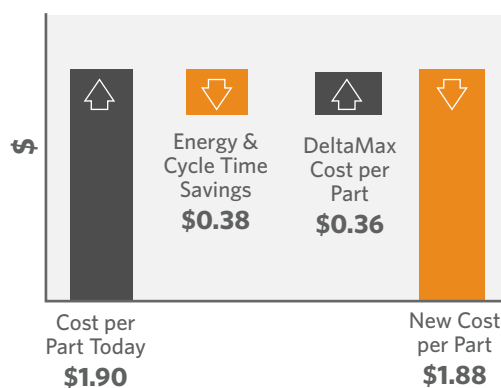 $
Energy &
Cycle Time
Savings
$0.38
DeltaMax
Cost per
Part
$0.36
Cost per
Part Today
$1.90
New Cost
per Part
$1.88